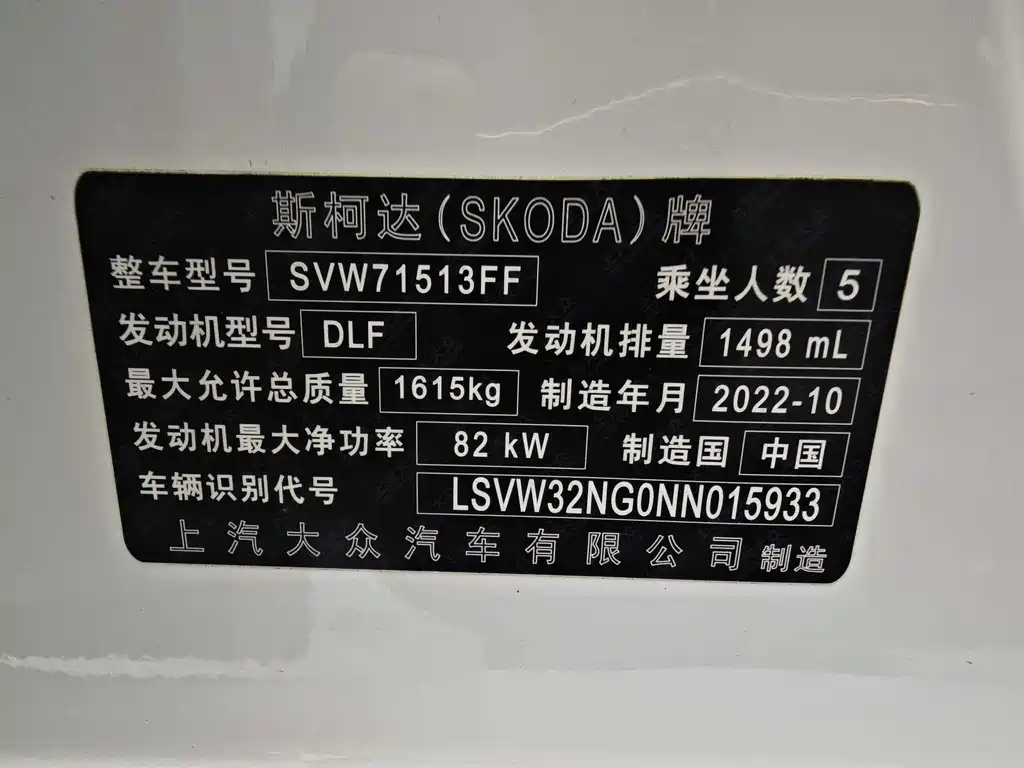 斯柯达(SKODA)牌
整车型号 SVW71513FF 乘坐人数 5
发动机型号 DLF 发动机排量 1498 mL
最大允许总质量 1615kg 制造年月 2022-10
发动机最大净功率 82 kW 制造国 中国
车辆识别代号 LSVW32NG0NN015933
上汽大众汽车有限公司 制造